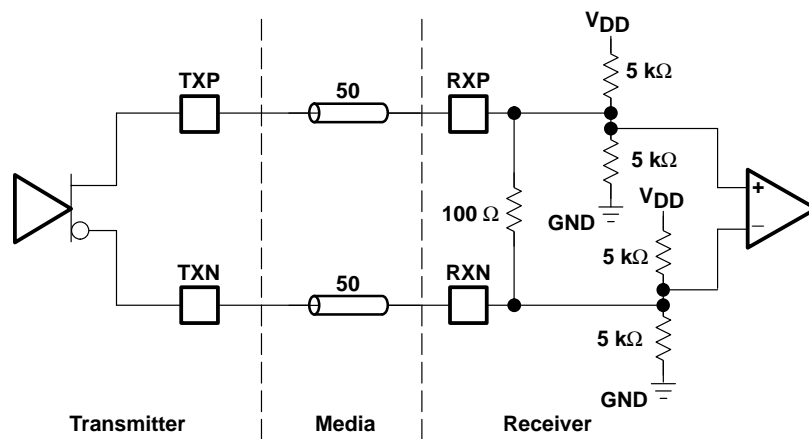 VDD
5 kΩ
TXP
50
RXP
5 kΩ
VDD
GND
100 Ω
+
−
5 kΩ
TXN
50
RXN
5 kΩ
GND
Transmitter
Media
Receiver